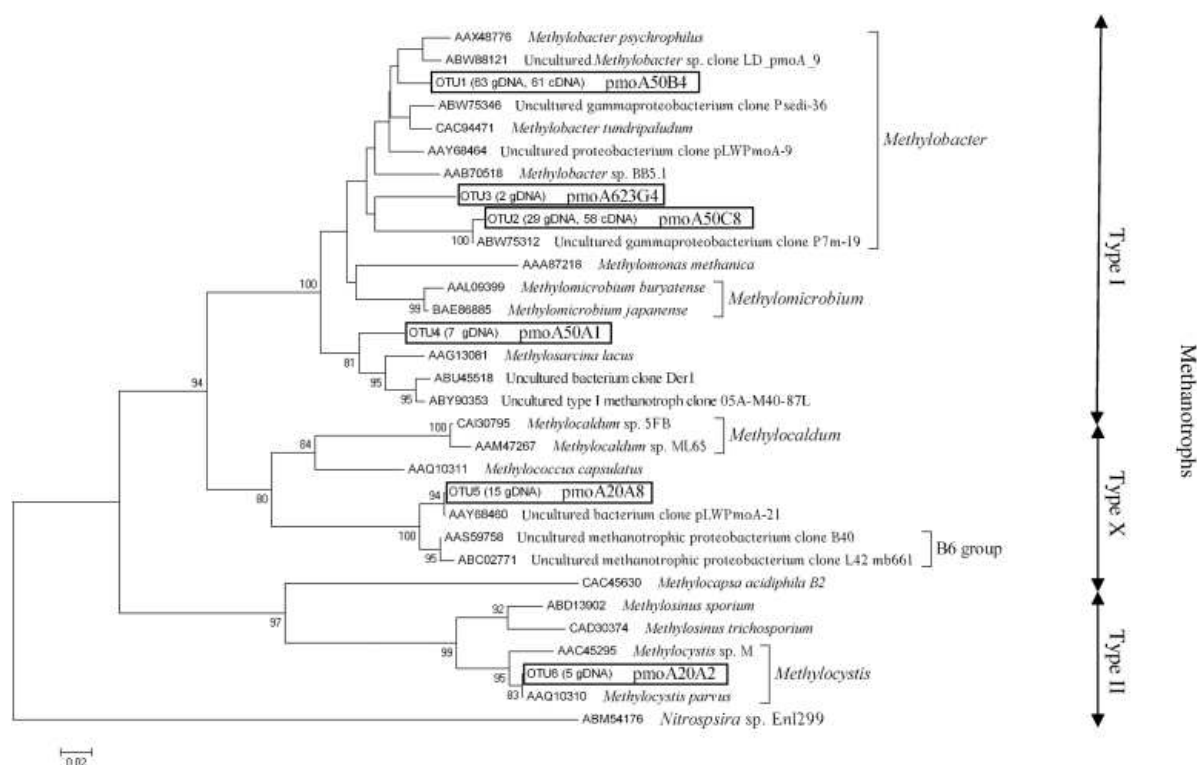 AAX48776 Methylobacter psychrophilus
ABW88121 Uncultured Methylobacter sp. clone LD_pmoA_9
OTU1 (63 gDNA, 61 cDNA) pmoA50B4
ABW75346 Uncultured gammaproteobacterium clone Psedi-36
CAC94471 Methylobacter tundripaludum
AAY68464 Uncultured proteobacterium clone pLWPmoA-9
AAB70518 Methylobacter sp. BB5.1
OTU3 (2 gDNA) pmoA623G4
OTU2 (29 gDNA, 58 cDNA) pmoA50C8
100 ABW75312 Uncultured gammaproteobacterium clone P7m-19
Methylobacter
AAA87218 Methylomonas methanica
100
AAL09399 Methylomicrobium buryatense
99 BAE86885 Methylomicrobium japanense
Methylomicrobium
OTU4 (7 gDNA) pmoA50A1
81
AAG13081 Methylosarcina lacus
95
ABU45518 Uncultured bacterium clone Der1
95 ABY90353 Uncultured type I methanotroph clone 05A-M40-87L
94
Type I
CAI30795 Methylocaldum sp. 5FB
100
AAM47267 Methylocaldum sp. ML65
Methylocaldum
84
AAQ10311 Methylococcus capsulatus
80
94 OTU5 (15 gDNA) pmoA20A8
AAY68460 Uncultured bacterium clone pLWPmoA-21
100
AAS59758 Uncultured methanotrophic proteobacterium clone B40
95 ABC02771 Uncultured methanotrophic proteobacterium clone L42 mb661
B6 group
Type X
CAC45630 Methylocapsa acidiphila B2
97
92 ABD13902 Methylosinus sporium
CAD30374 Methylosinus trichosporium
99
AAC45295 Methylocystis sp. M
95
OTU6 (5 gDNA) pmoA20A2
83 AAQ10310 Methylocystis parvus
Methylocystis
Type II
Methanotrophs
ABM54176 Nitrospsira sp. EnI299
0.02